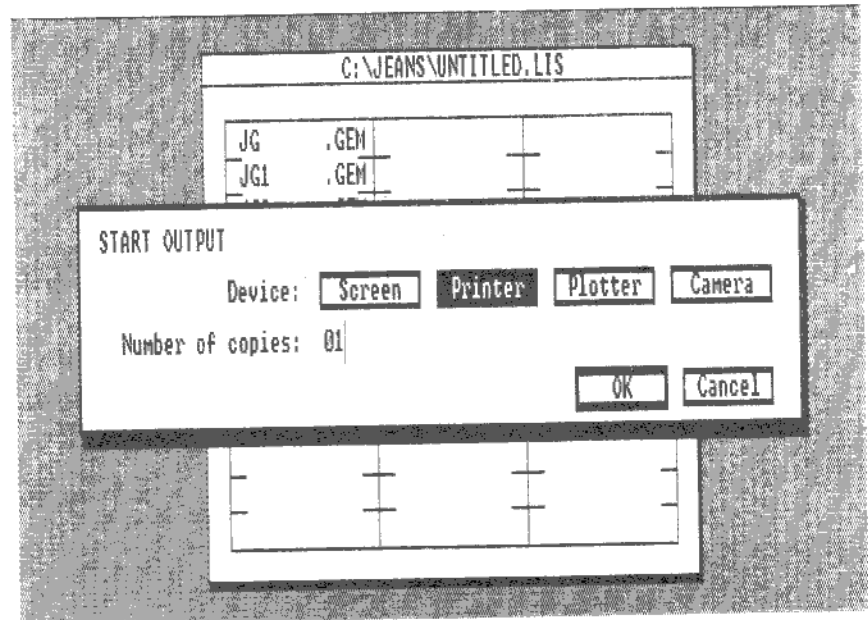 C:\JEANS\UNTITLED.LIS
JG .GEM
JG1 .GEM
START OUTPUT
Device: Screen Printer Plotter Camera
Number of copies: 01
OK Cancel